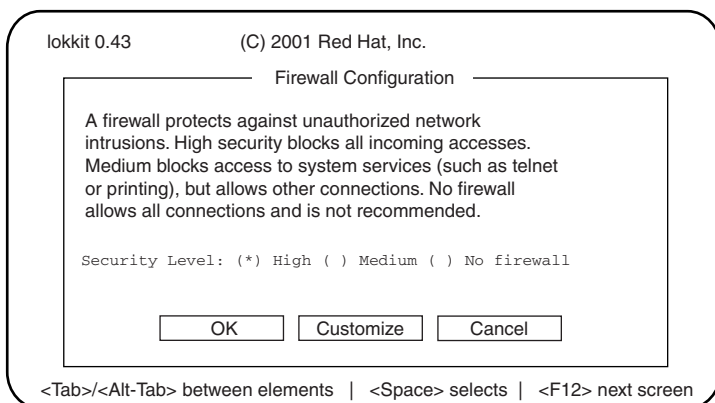 lokkit 0.43 (C) 2001 Red Hat, Inc.
Firewall Configuration
A firewall protects against unauthorized network
intrusions. High security blocks all incoming accesses.
Medium blocks access to system services (such as telnet
or printing), but allows other connections. No firewall
allows all connections and is not recommended.
Security Level: (*) High ( ) Medium ( ) No firewall
OK Customize Cancel
<Tab>/<Alt-Tab> between elements | <Space> selects | <F12> next screen